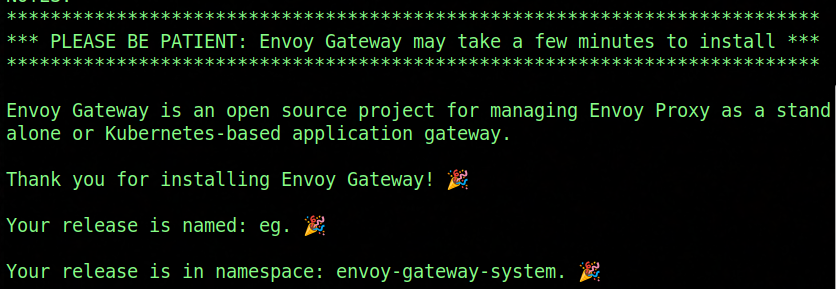 NOTES:
**************************************************************************
*** PLEASE BE PATIENT: Envoy Gateway may take a few minutes to install ***
**************************************************************************
Envoy Gateway is an open source project for managing Envoy Proxy as a stand
alone or Kubernetes-based application gateway.
Thank you for installing Envoy Gateway! 🎉
Your release is named: eg. 🎉
Your release is in namespace: envoy-gateway-system. 🎉